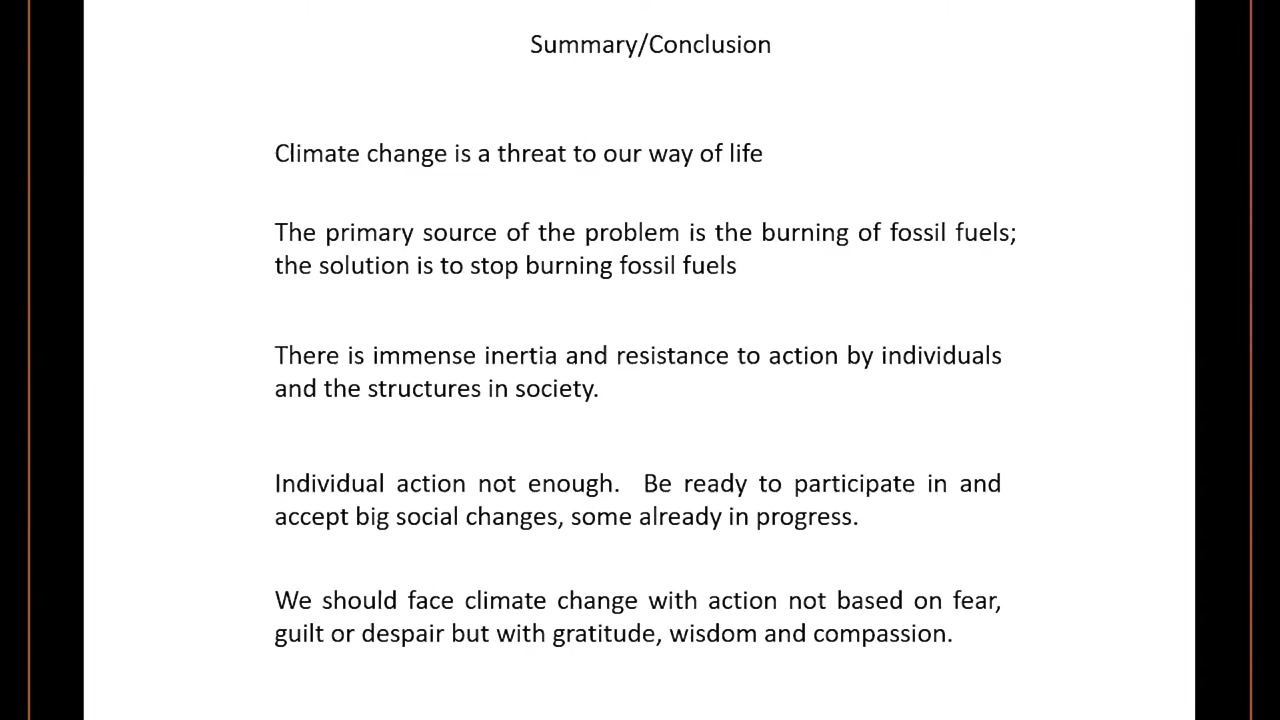 Summary/Conclusion
Climate change is a threat to our way of life
The primary source of the problem is the burning of fossil fuels;
the solution is to stop burning fossil fuels
There is immense inertia and resistance to action by individuals
and the structures in society.
Individual action not enough.  Be ready to participate in and
accept big social changes, some already in progress.
We should face climate change with action not based on fear,
guilt or despair but with gratitude, wisdom and compassion.